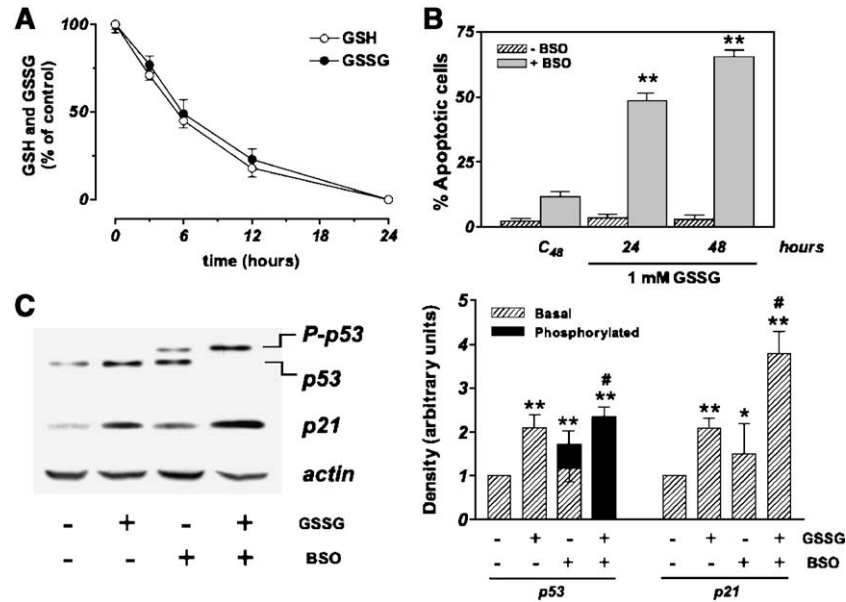 A
GSH and GSSG
(% of control)
100
50
0
GSH
GSSG
0 6 12 18 24
time (hours)
B
% Apoptotic cells
75
50
25
0
- BSO
+ BSO
**
**
C48 24 48 hours
1 mM GSSG
C
P-p53
p53
p21
actin
- + - + GSSG
- - + + BSO
Density (arbitrary units)
5
4
3
2
1
0
Basal
Phosphorylated
** ** # ** ** * # **
- + - + - + - + GSSG
- - + + - - + + BSO
p53 p21